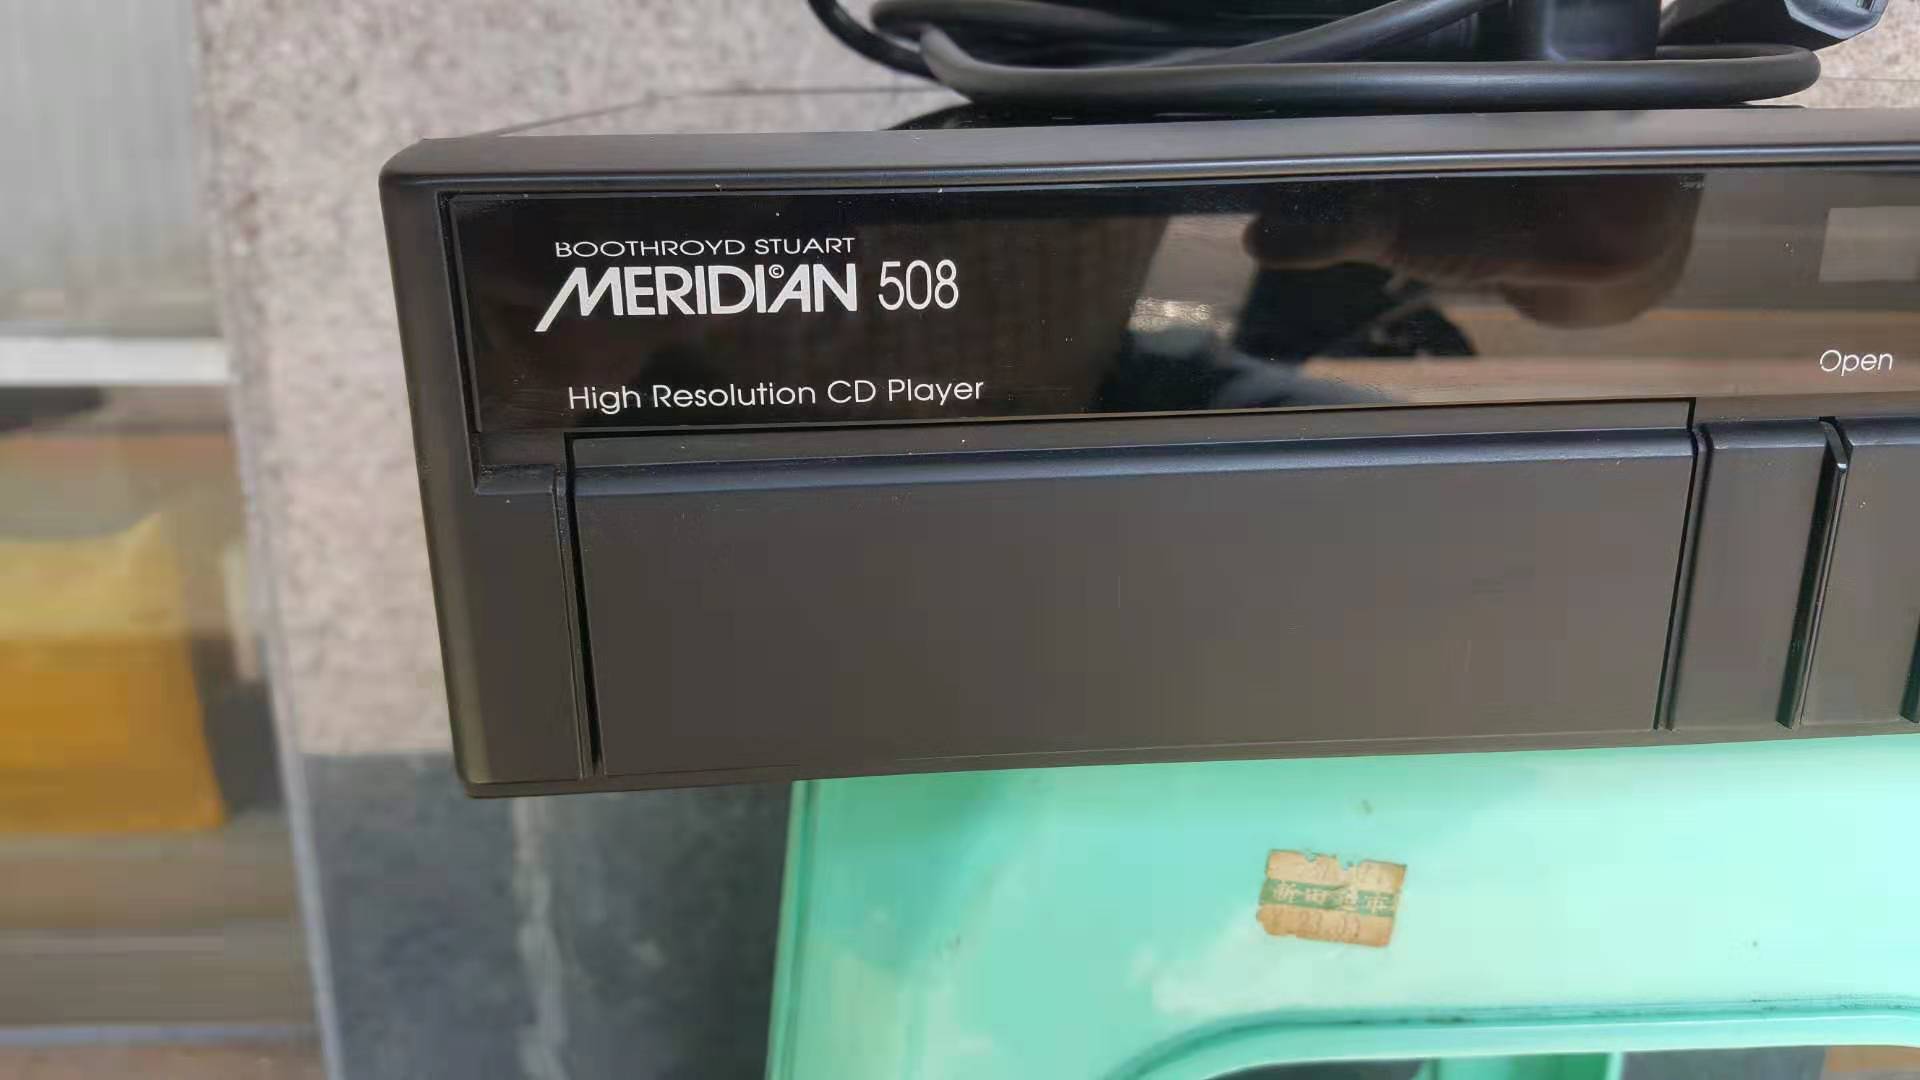 BOOTHROYD STUART
MERIDIAN© 508
High Resolution CD Player
Open